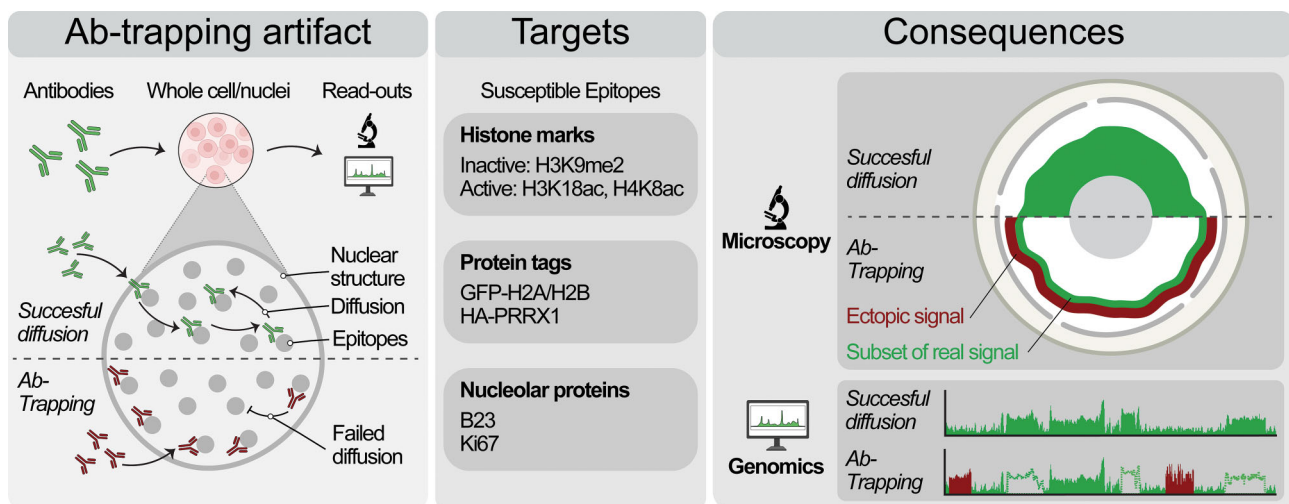 Ab-trapping artifact
Antibodies
Whole cell/nuclei
Read-outs
Succesful
diffusion
Nuclear
structure
Diffusion
Epitopes
Ab-
Trapping
Failed
diffusion
Targets
Susceptible Epitopes
Histone marks
Inactive: H3K9me2
Active: H3K18ac, H4K8ac
Protein tags
GFP-H2A/H2B
HA-PRRX1
Nucleolar proteins
B23
Ki67
Consequences
Microscopy
Succesful
diffusion
Ab-
Trapping
Ectopic signal
Subset of real signal
Genomics
Succesful
diffusion
Ab-
Trapping